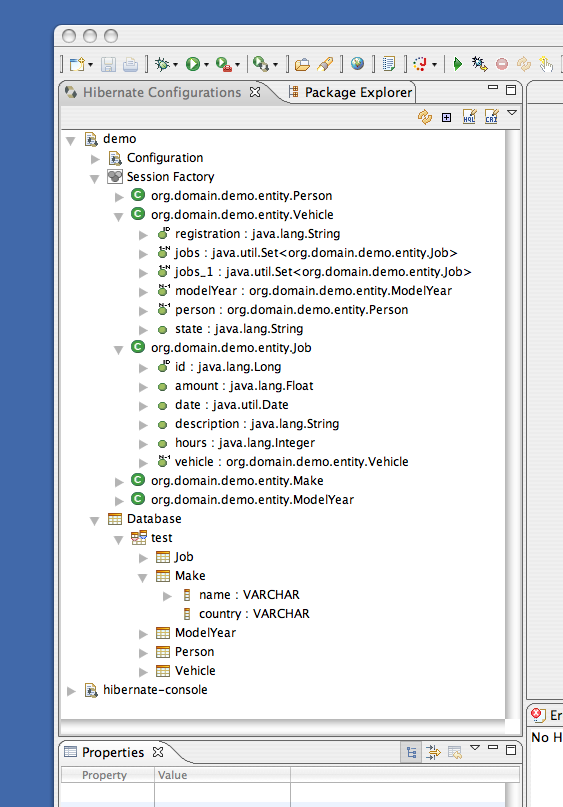 Hibernate Configurations
Package Explorer
HQL
CRI
demo
Configuration
Session Factory
org.domain.demo.entity.Person
org.domain.demo.entity.Vehicle
registration : java.lang.String
jobs : java.util.Set<org.domain.demo.entity.Job>
jobs_1 : java.util.Set<org.domain.demo.entity.Job>
modelYear : org.domain.demo.entity.ModelYear
person : org.domain.demo.entity.Person
state : java.lang.String
org.domain.demo.entity.Job
id : java.lang.Long
amount : java.lang.Float
date : java.util.Date
description : java.lang.String
hours : java.lang.Integer
vehicle : org.domain.demo.entity.Vehicle
org.domain.demo.entity.Make
org.domain.demo.entity.ModelYear
Database
test
Job
Make
name : VARCHAR
country : VARCHAR
ModelYear
Person
Vehicle
hibernate-console
Er
No H
Properties
Property Value